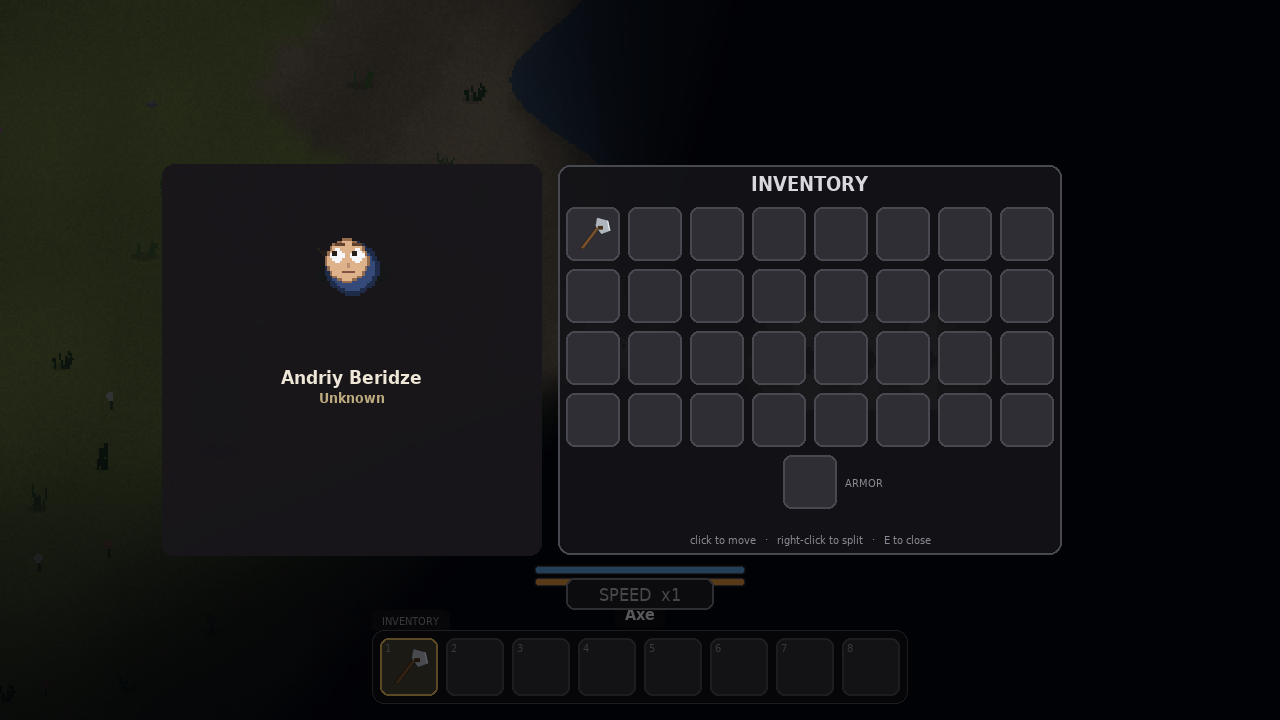 INVENTORY
Andriy Beridze
Unknown
ARMOR
click to move · right-click to split · E to close
SPEED x1
Axe
INVENTORY
1 2 3 4 5 6 7 8